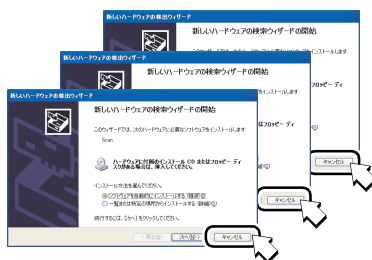 新しいハードウェアの検出ウィザード
新しいハードウェアの検索ウィザードの開始
キャンセル
新しいハードウェアの検出ウィザード
新しいハードウェアの検索ウィザードの開始
キャンセル
新しいハードウェアの検出ウィザード
新しいハードウェアの検索ウィザードの開始
このウィザードでは、次のハードウェアに必要なソフトウェアをインストールします:
Scan
ハードウェアに付属のインストール CD またはフロッピー ディ
スクがある場合は、挿入してください。
インストール方法を選んでください。
ソフトウェアを自動的にインストールする (推奨)(I)
一覧または特定の場所からインストールする (詳細)(S)
続行するには、[次へ] をクリックしてください。
< 戻る(B)
次へ(N) >
キャンセル